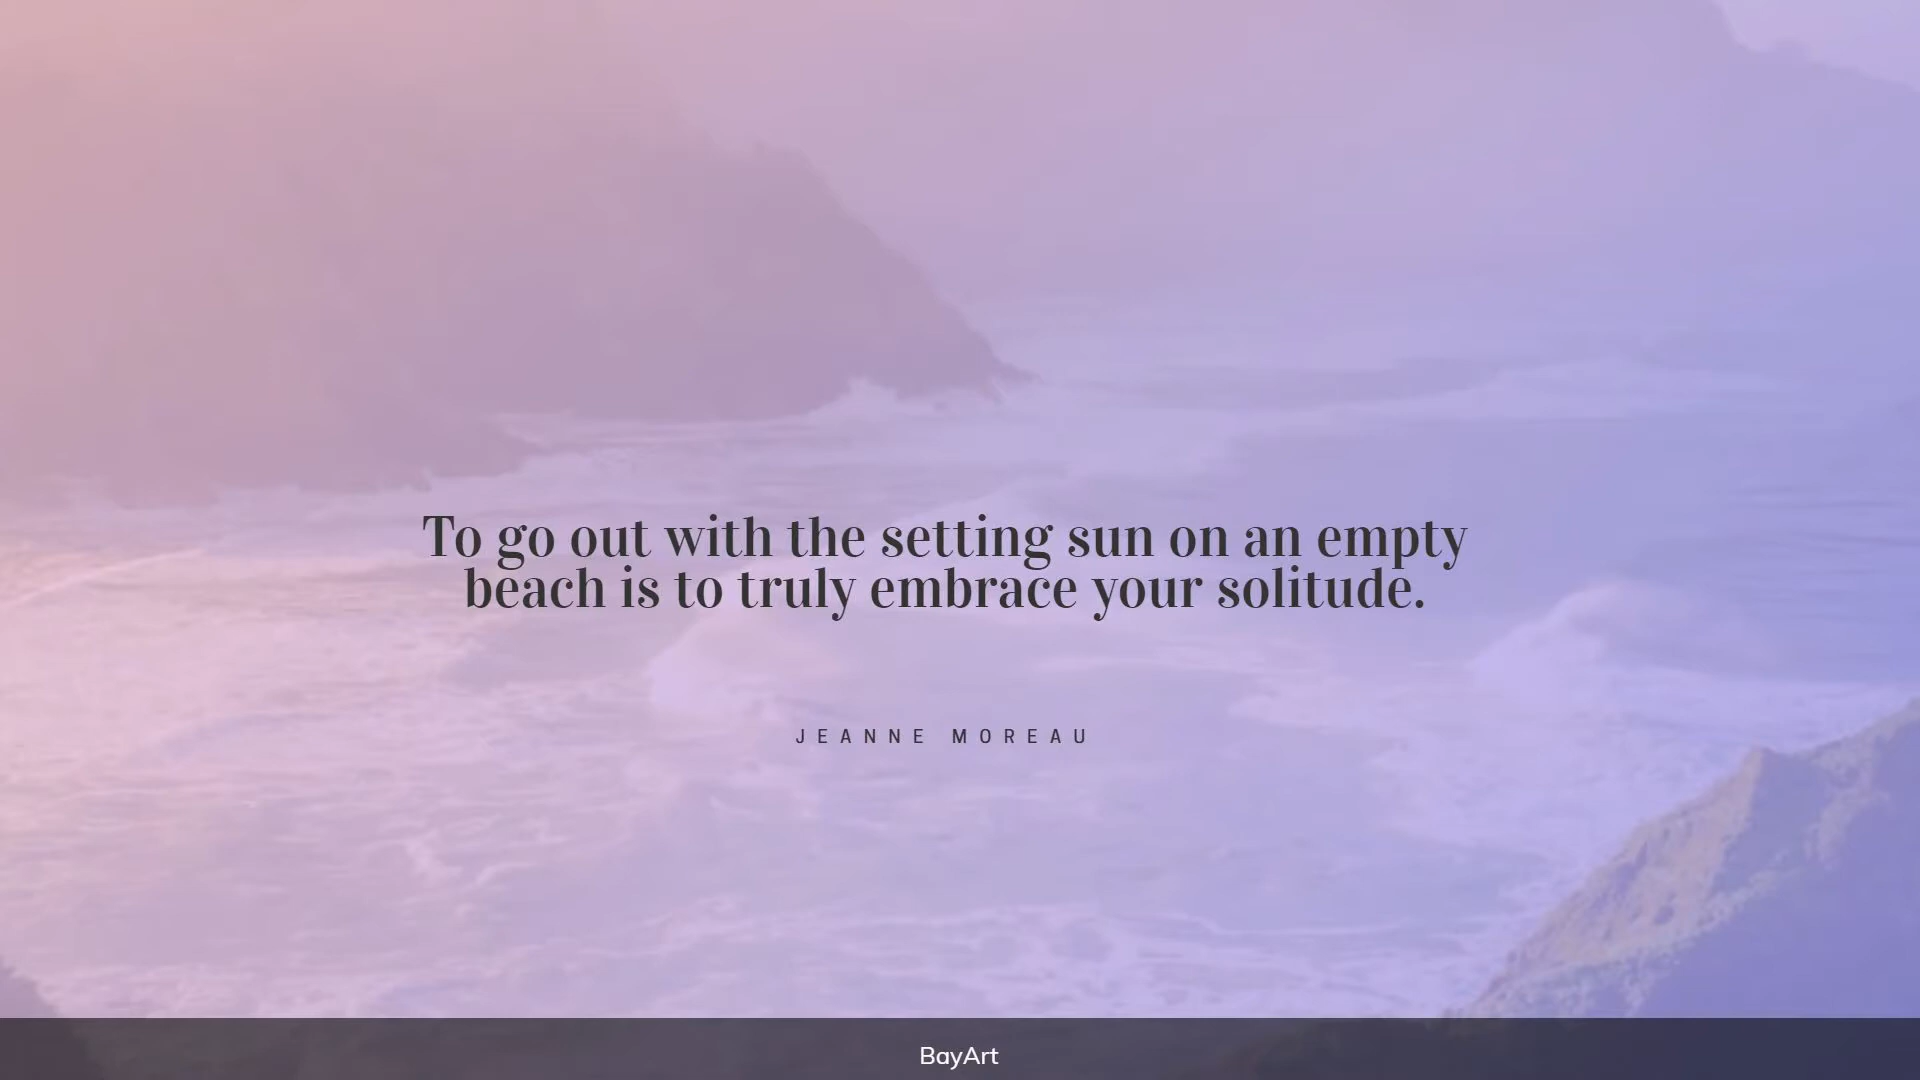 To go out with the setting sun on an empty
beach is to truly embrace your solitude.
JEANNE MOREAU
BayArt